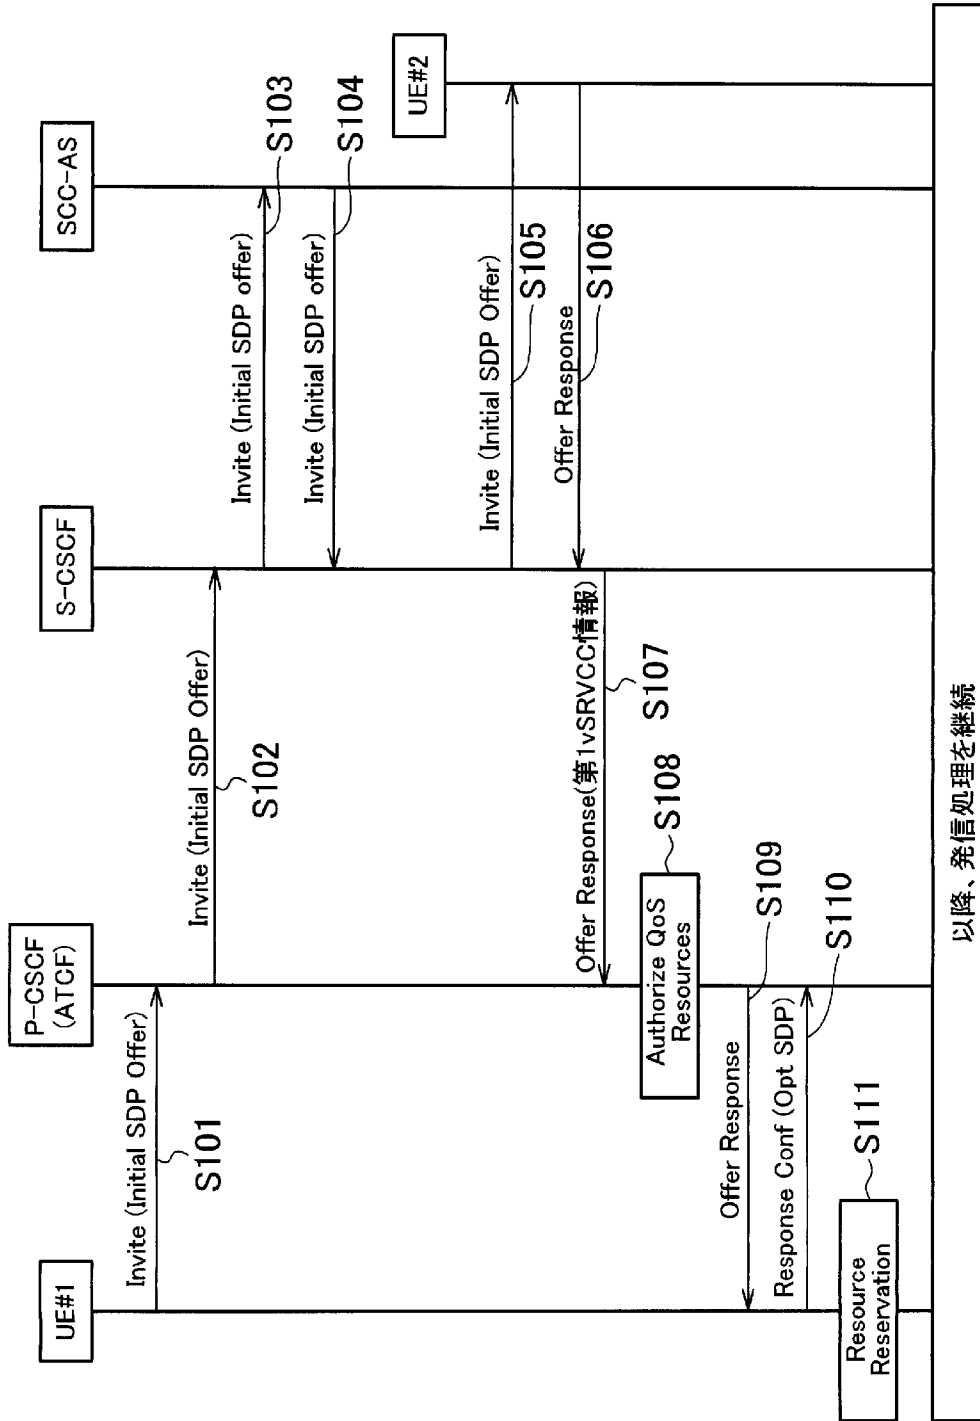 UE#1
P-CSCF
(ATCF)
S-CSCF
SCC-AS
UE#2
Invite (Initial SDP Offer)
S101
Invite (Initial SDP Offer)
S102
Invite (Initial SDP offer)
S103
Invite (Initial SDP offer)
S104
Invite (Initial SDP Offer)
S105
Offer Response
S106
Offer Response(第1vSRVCC情報)
S107
Authorize QoS
Resources
S108
Offer Response
S109
Response Conf (Opt SDP)
S110
Resource
Reservation
S111
以降、発信処理を継続